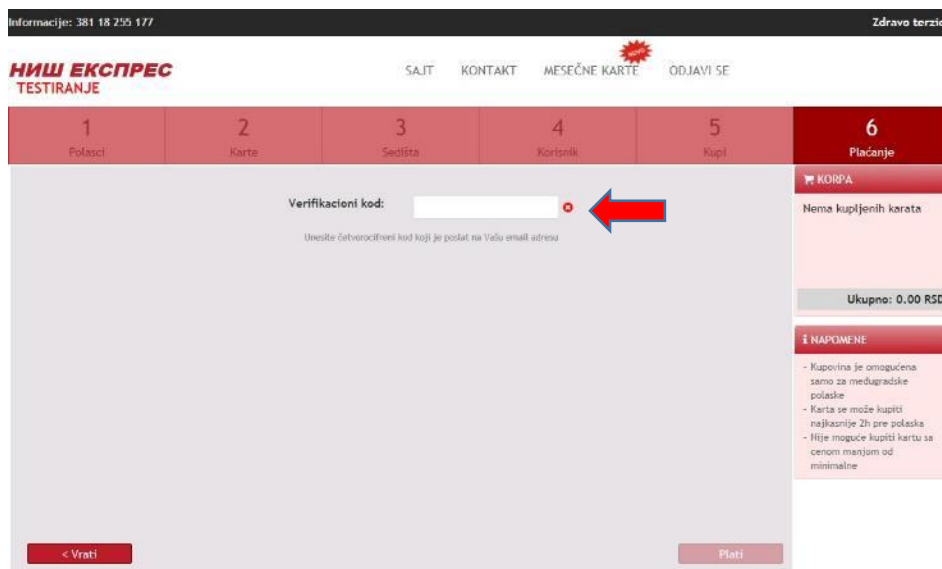 Informacije: 381 18 255 177
Zdravo terzic
НИШ ЕКСПРЕС
TESTIRANJE
SAJT KONTAKT MESEČNE KARTE ODJAVI SE
NOVO
1 2 3 4 5 6
Polasci Karte Sedišta Korisnik Kupi Plaćanje
Verifikacioni kod:
Unesite četvorocifreni kod koji je poslat na Vašu email adresu
KORPA
Nema kupljenih karata
Ukupno: 0.00 RSD
NAPOMENE
- Kupovina je omogućena
samo za međugradske
polaske
- Karta se može kupiti
najkasnije 2h pre polaska
- Nije moguće kupiti kartu sa
cenom manjom od
minimalne
< Vrati
Plati